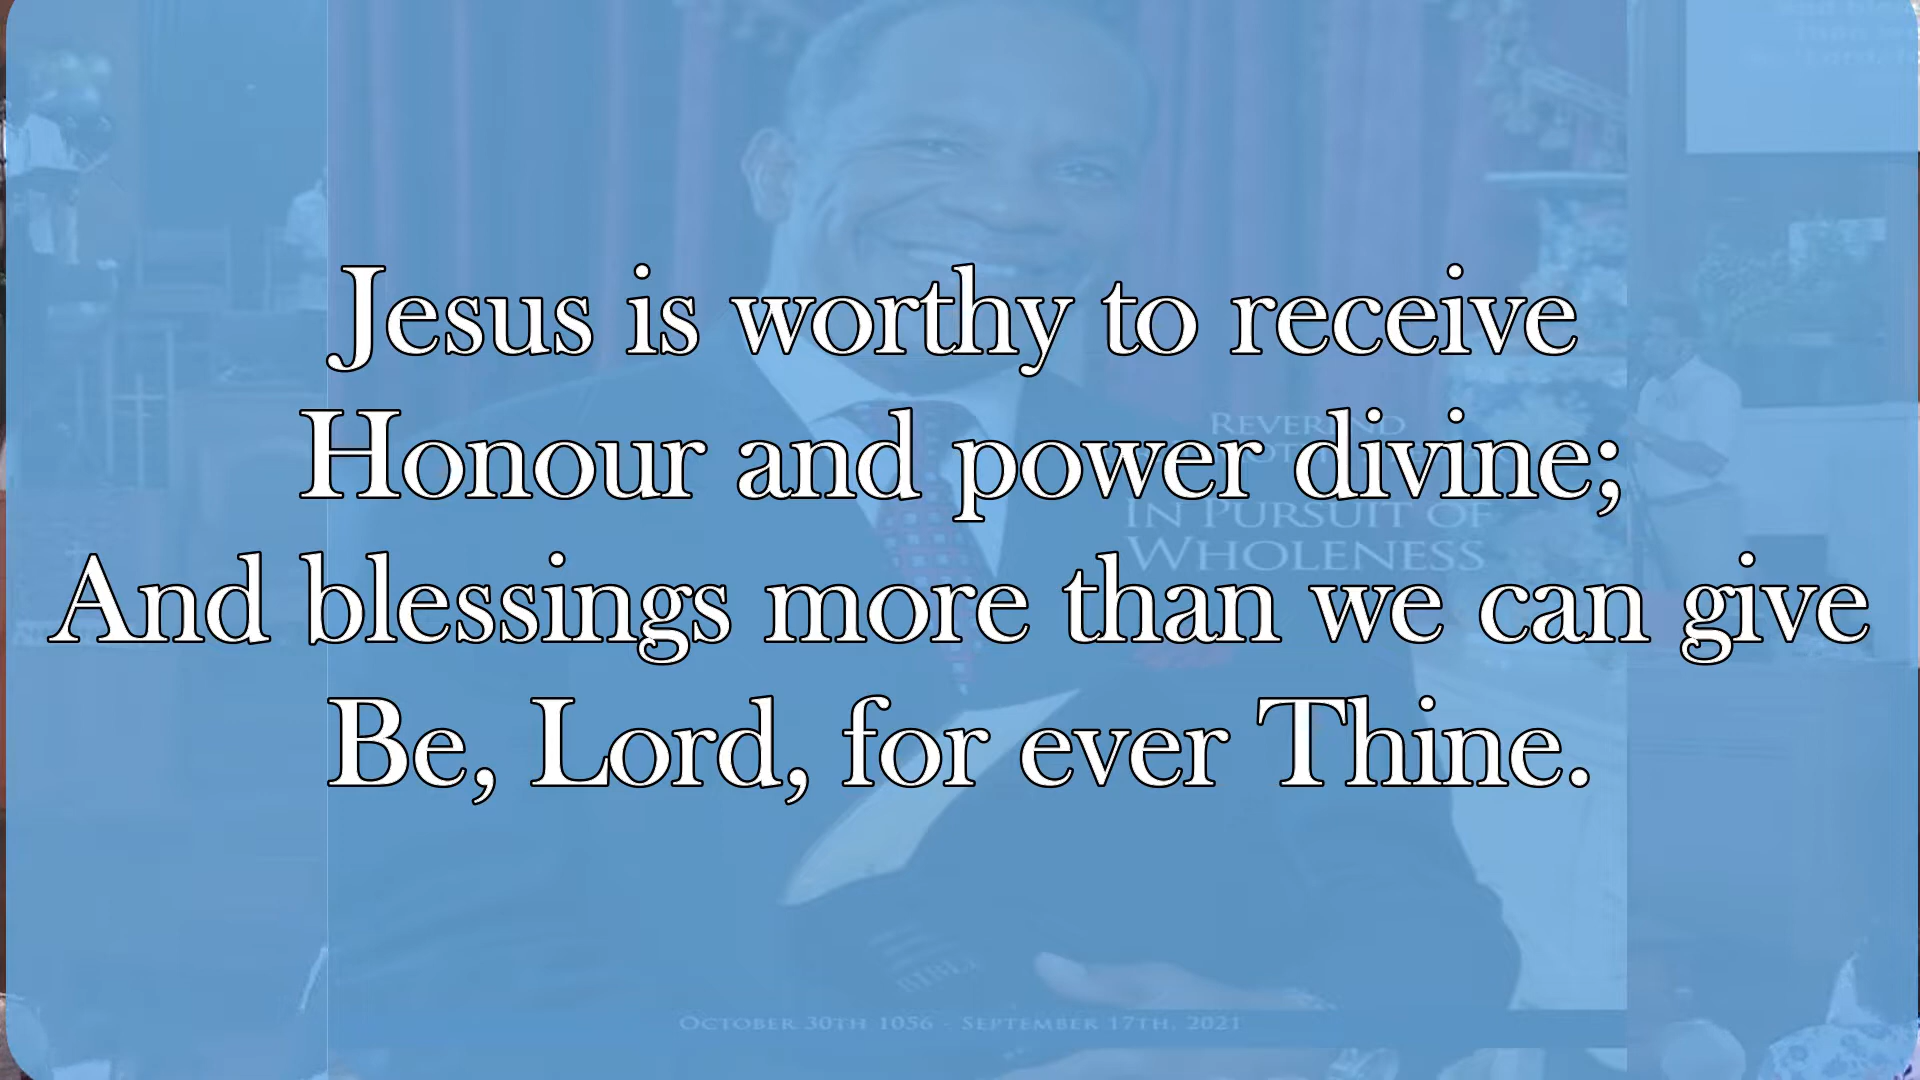 Jesus is worthy to receive
Honour and power divine;
And blessings more than we can give
Be, Lord, for ever Thine.
Reverend
In Pursuit of
Wholeness
October 30th 1056 - September 17th, 2021